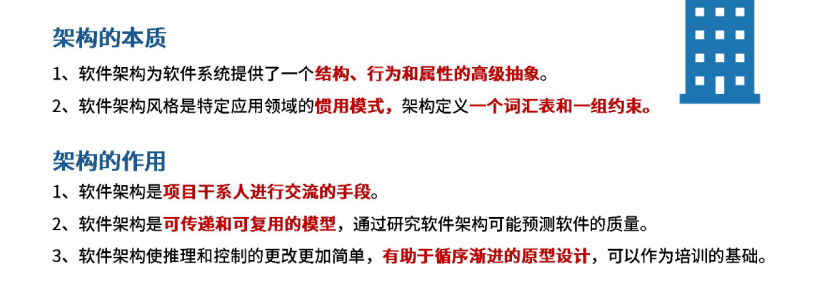 架构的本质
1、软件架构为软件系统提供了一个结构、行为和属性的高级抽象。
2、软件架构风格是特定应用领域的惯用模式，架构定义一个词汇表和一组约束。
架构的作用
1、软件架构是项目干系人进行交流的手段。
2、软件架构是可传递和可复用的模型，通过研究软件架构可能预测软件的质量。
3、软件架构使推理和控制的更改更加简单，有助于循序渐进的原型设计，可以作为培训的基础。